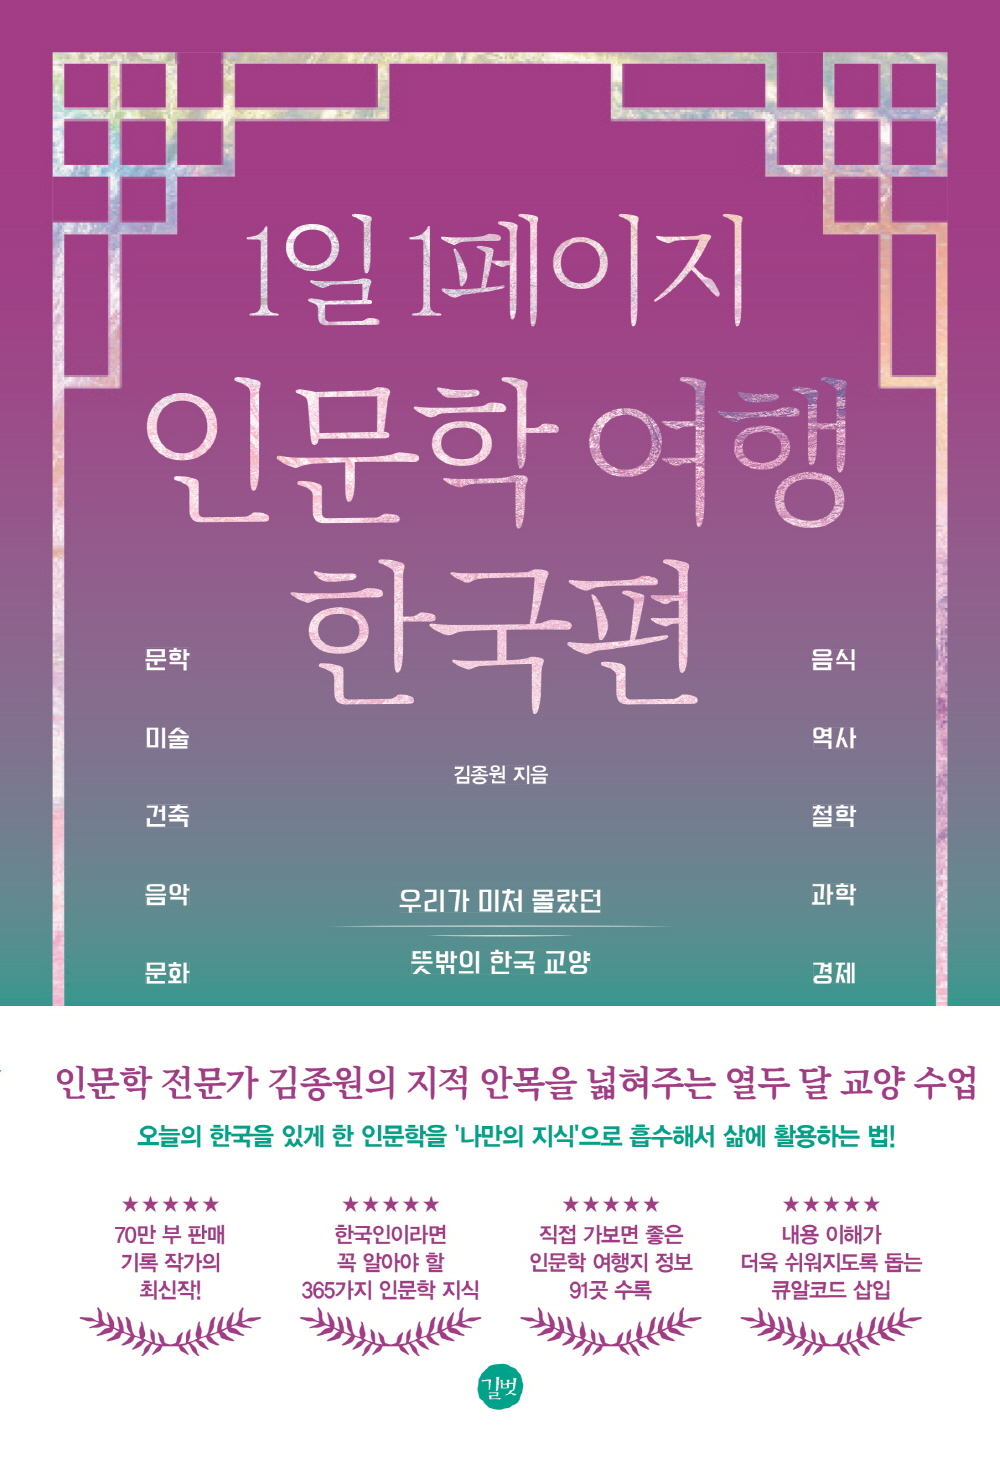 1일 1페이지
인문학 여행
한국편
문학
미술
건축
음악
문화
음식
역사
철학
과학
경제
김종원 지음
우리가 미처 몰랐던
뜻밖의 한국 교양
인문학 전문가 김종원의 지적 안목을 넓혀주는 열두 달 교양 수업
오늘의 한국을 있게 한 인문학을 '나만의 지식'으로 흡수해서 삶에 활용하는 법!
★★★★★
70만 부 판매
기록 작가의
최신작!
★★★★★
한국인이라면
꼭 알아야 할
365가지 인문학 지식
★★★★★
직접 가보면 좋은
인문학 여행지 정보
91곳 수록
★★★★★
내용 이해가
더욱 쉬워지도록 돕는
큐알코드 삽입
길벗